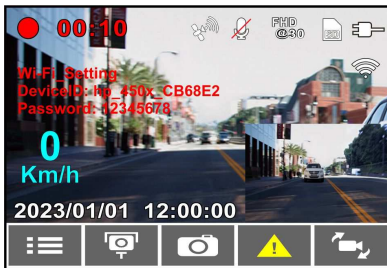 00:10
FHD
@30
Wi-Fi_Setting
DeviceID: hp_450x_CB68E2
Password: 12345678
0
Km/h
2023/01/01 12:00:00